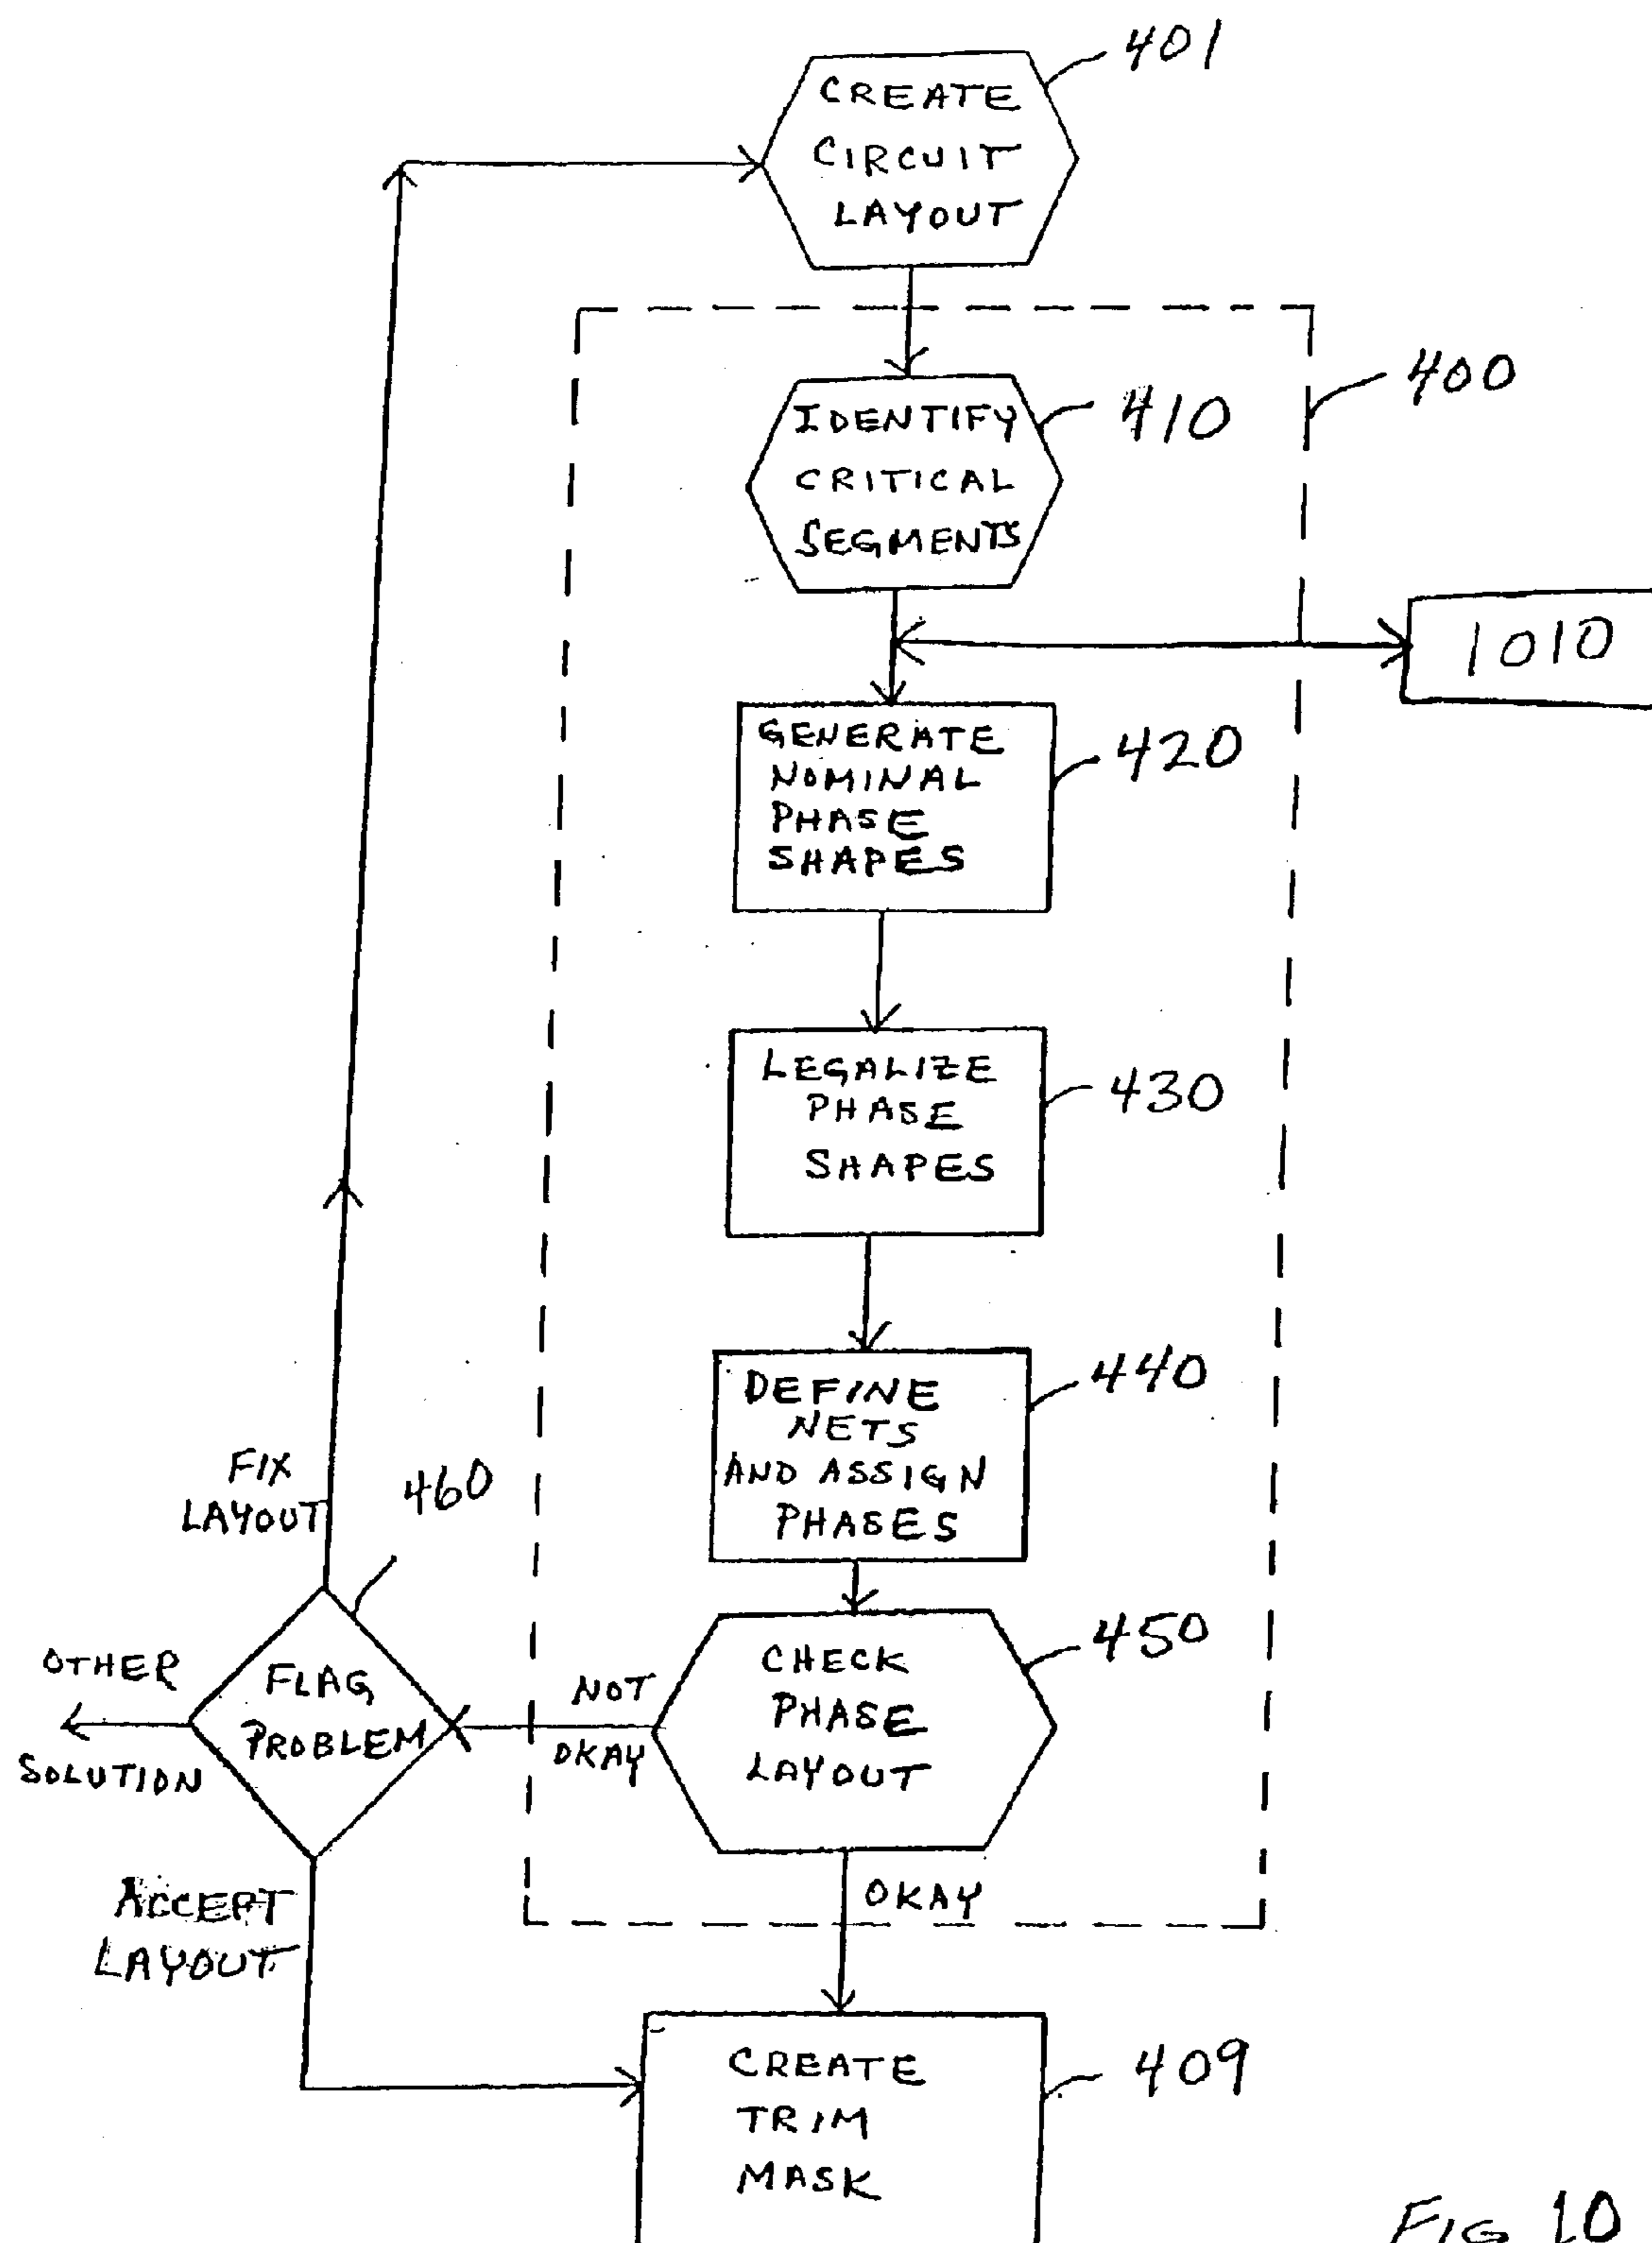 401
CREATE
CIRCUIT
LAYOUT
400
IDENTIFY
CRITICAL
SEGMENTS
410
1010
GENERATE
NOMINAL
PHASE
SHAPES
420
LEGALIZE
PHASE
SHAPES
430
DEFINE
NETS
AND ASSIGN
PHASES
440
FIX
LAYOUT
460
CHECK
PHASE
LAYOUT
450
NOT
OKAY
FLAG
PROBLEM
OTHER
SOLUTION
OKAY
ACCEPT
LAYOUT
CREATE
TRIM
MASK
409
FIG 10